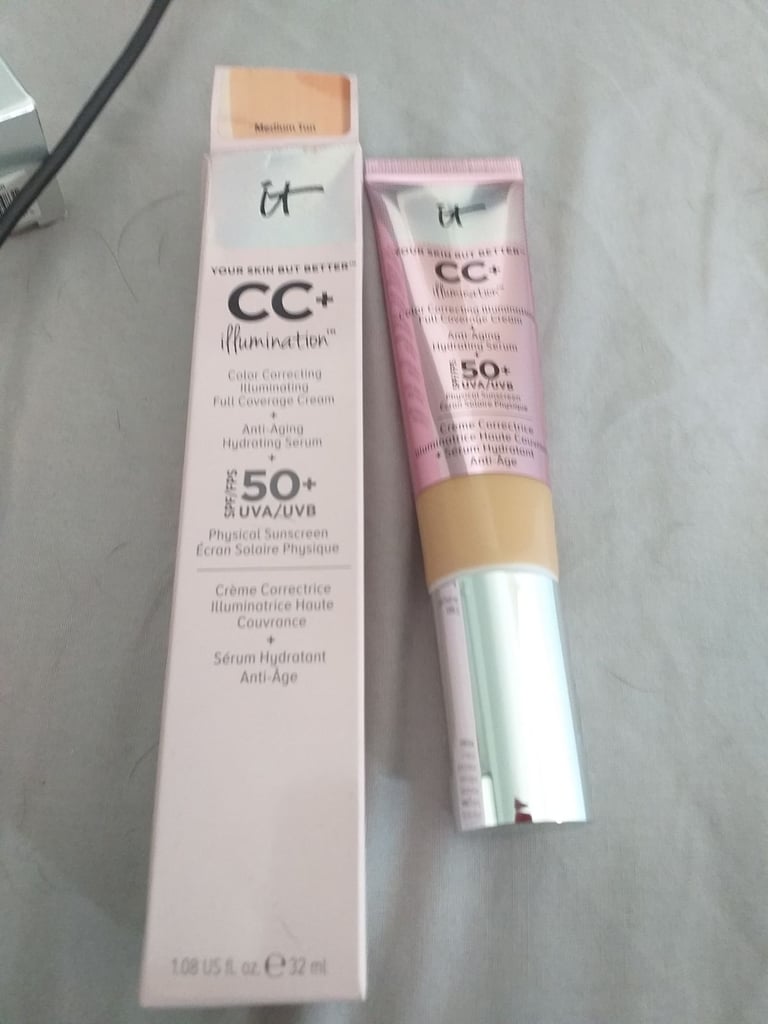 Medium Tan
it
YOUR SKIN BUT BETTER™
CC+
illumination™
Color Correcting
Illuminating
Full Coverage Cream
+
Anti-Aging
Hydrating Serum
+
SPF/FPS
50+
UVA/UVB
Physical Sunscreen
Écran Solaire Physique
Crème Correctrice
Illuminatrice Haute
Couvrance
+
Sérum Hydratant
Anti-Âge
1.08 US fl. oz. ℮ 32 ml
it
YOUR SKIN BUT BETTER™
CC+
illumination™
Color Correcting Illuminating
Full Coverage Cream
+
Anti-Aging
Hydrating Serum
+
SPF/FPS
50+
UVA/UVB
Physical Sunscreen
Écran Solaire Physique
Crème Correctrice
Illuminatrice Haute Couvrance
+ Sérum Hydratant
Anti-Âge